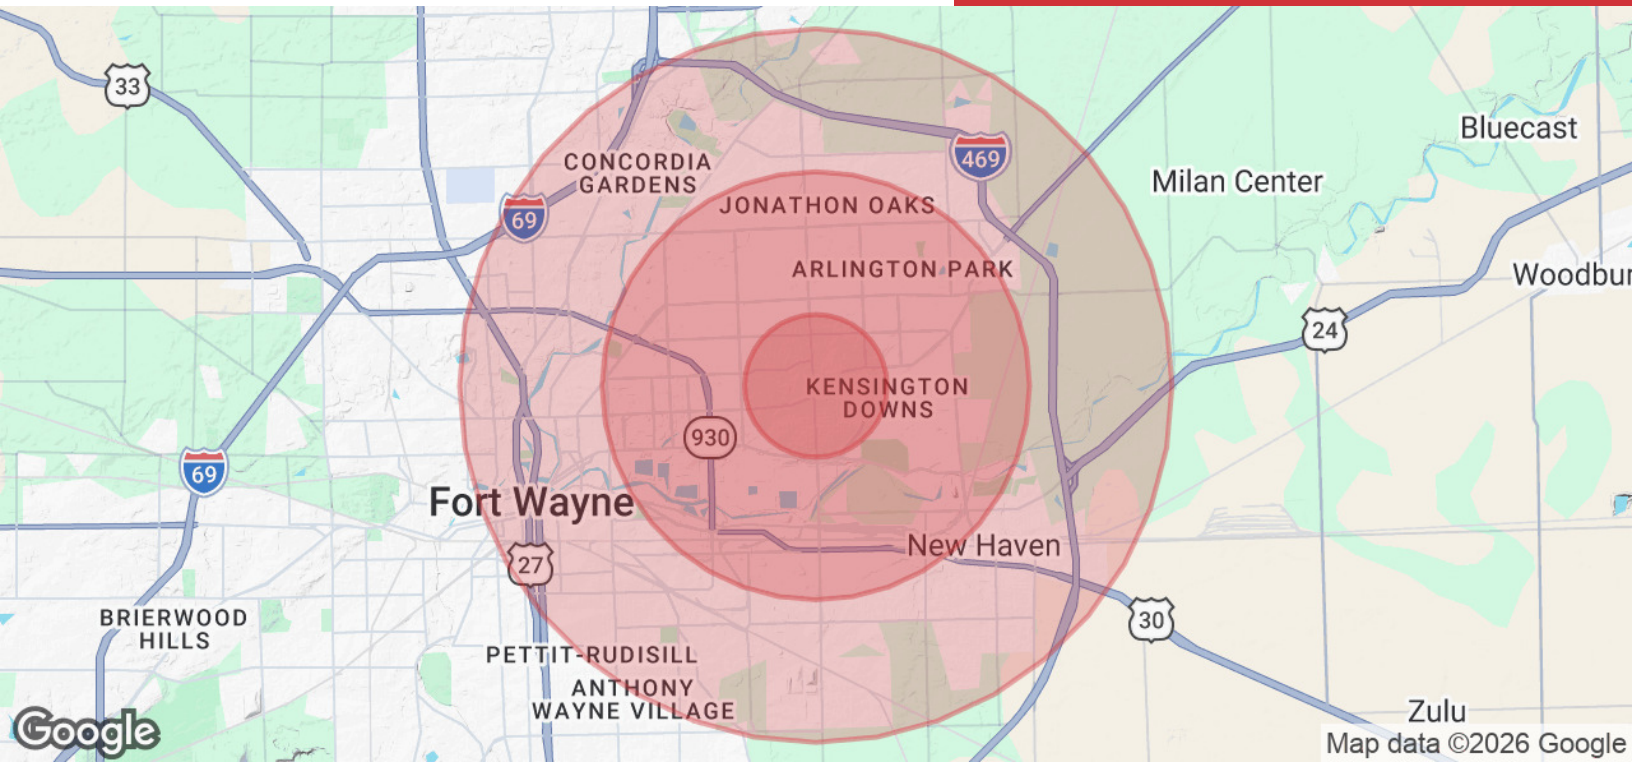 33
Bluecast
CONCORDIA
GARDENS
469
Milan Center
JONATHON OAKS
69
ARLINGTON PARK
Woodbur
24
KENSINGTON
DOWNS
930
69
Fort Wayne
New Haven
27
BRIERWOOD
HILLS
30
PETTIT-RUDISILL
ANTHONY
WAYNE VILLAGE
Zulu
Google
Map data ©2026 Google